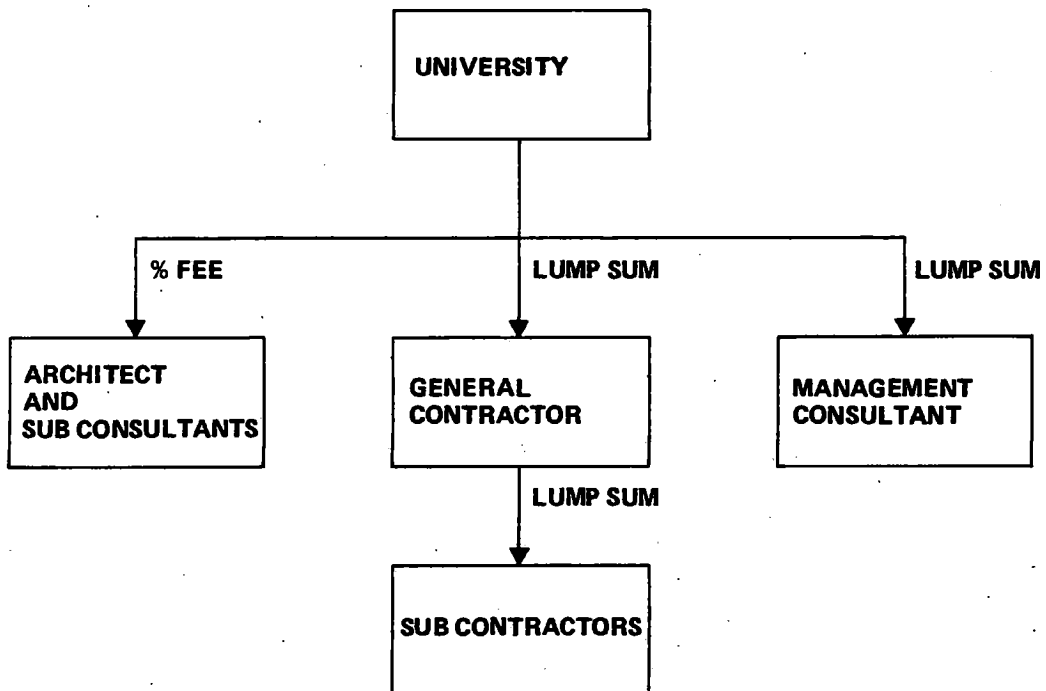 UNIVERSITY
% FEE
LUMP SUM
LUMP SUM
ARCHITECT
AND
SUB CONSULTANTS
GENERAL
CONTRACTOR
MANAGEMENT
CONSULTANT
LUMP SUM
SUB CONTRACTORS